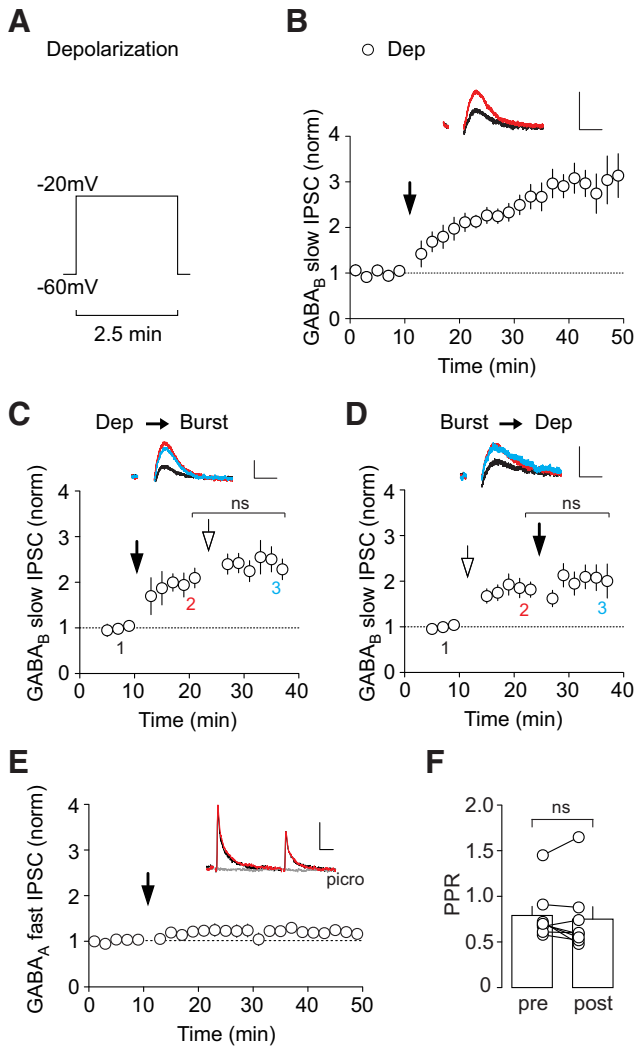 A
Depolarization
-20mV
-60mV
2.5 min
B
Dep
GABA_B slow IPSC (norm)
4
3
2
1
0
0 10 20 30 40 50
Time (min)
C
Dep → Burst
GABA_B slow IPSC (norm)
4
3
2
1
0
ns
1
2
3
0 10 20 30 40
Time (min)
D
Burst → Dep
GABA_B slow IPSC (norm)
4
3
2
1
0
ns
1
2
3
0 10 20 30 40
Time (min)
E
GABA_A fast IPSC (norm)
4
3
2
1
0
picro
0 10 20 30 40 50
Time (min)
F
PPR
2.0
1.5
1.0
0.5
0
ns
pre post